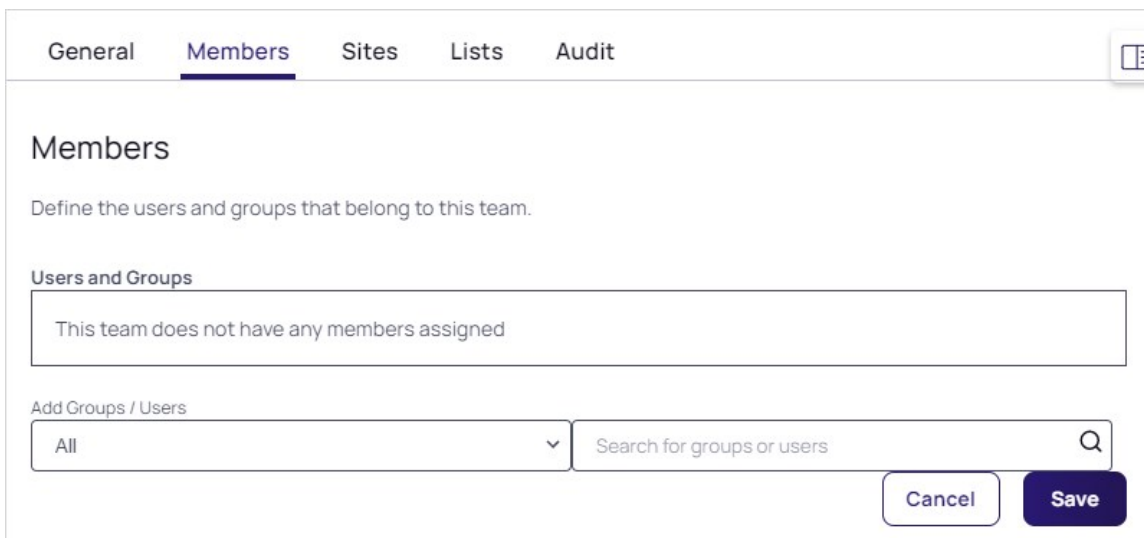 General Members Sites Lists Audit
Members
Define the users and groups that belong to this team.
Users and Groups
This team does not have any members assigned
Add Groups / Users
All Search for groups or users
Cancel Save